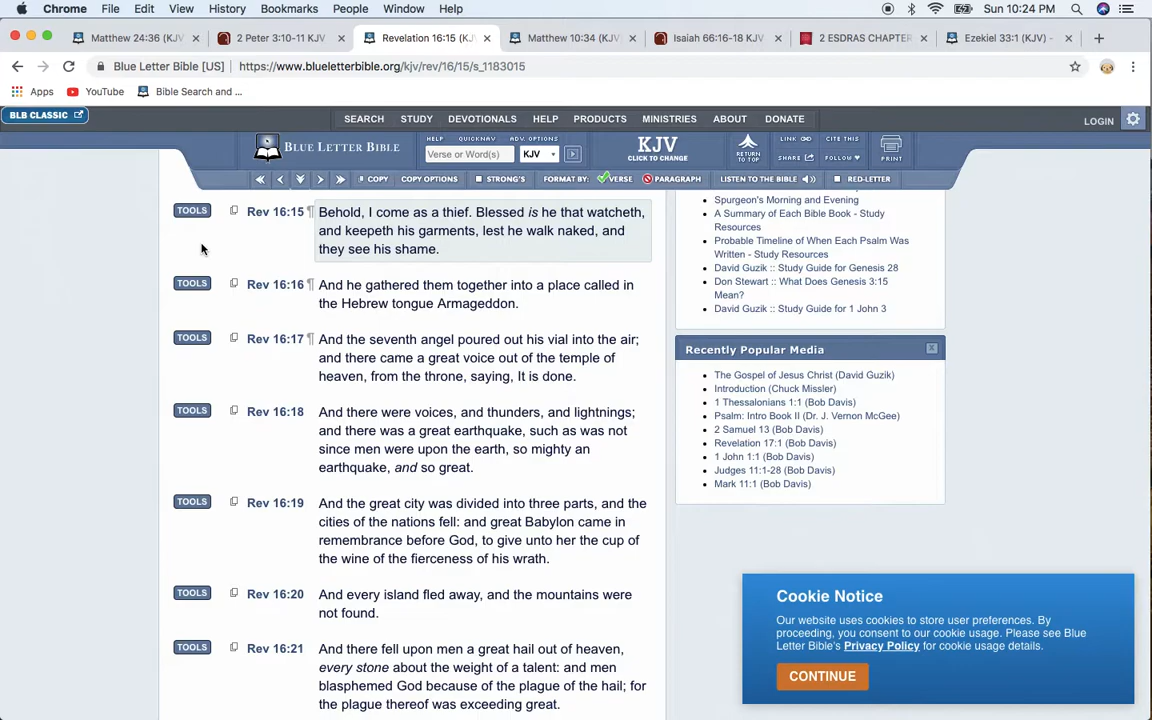 Chrome File Edit View History Bookmarks People Window Help Sun 10:24 PM
Matthew 24:36 (KJV × 2 Peter 3:10-11 KJV × Revelation 16:15 (K × Matthew 10:34 (KJV) × Isaiah 66:16-18 KJV × 2 ESDRAS CHAPTER × Ezekiel 33:1 (KJV) - × +
Blue Letter Bible [US] https://www.blueletterbible.org/kjv/rev/16/15/s_1183015
Apps YouTube Bible Search and ...
BLB CLASSIC
SEARCH STUDY DEVOTIONALS HELP PRODUCTS MINISTRIES ABOUT DONATE LOGIN
HELP QUICKNAV ADV. OPTIONS
BLUE LETTER BIBLE
Verse or Word(s) KJV
KJV
CLICK TO CHANGE
RETURN
TO TOP
LINK CITE THIS
SHARE FOLLOW
PRINT
COPY COPY OPTIONS STRONG'S FORMAT BY: VERSE PARAGRAPH LISTEN TO THE BIBLE RED-LETTER
TOOLS Rev 16:15 ¶ Behold, I come as a thief. Blessed is he that watcheth,
and keepeth his garments, lest he walk naked, and
they see his shame.
TOOLS Rev 16:16 ¶ And he gathered them together into a place called in
the Hebrew tongue Armageddon.
TOOLS Rev 16:17 ¶ And the seventh angel poured out his vial into the air;
and there came a great voice out of the temple of
heaven, from the throne, saying, It is done.
TOOLS Rev 16:18 And there were voices, and thunders, and lightnings;
and there was a great earthquake, such as was not
since men were upon the earth, so mighty an
earthquake, and so great.
TOOLS Rev 16:19 And the great city was divided into three parts, and the
cities of the nations fell: and great Babylon came in
remembrance before God, to give unto her the cup of
the wine of the fierceness of his wrath.
TOOLS Rev 16:20 And every island fled away, and the mountains were
not found.
TOOLS Rev 16:21 And there fell upon men a great hail out of heaven,
every stone about the weight of a talent: and men
blasphemed God because of the plague of the hail; for
the plague thereof was exceeding great.
Spurgeon's Morning and Evening
A Summary of Each Bible Book - Study
Resources
Probable Timeline of When Each Psalm Was
Written - Study Resources
David Guzik :: Study Guide for Genesis 28
Don Stewart :: What Does Genesis 3:15
Mean?
David Guzik :: Study Guide for 1 John 3
Recently Popular Media
The Gospel of Jesus Christ (David Guzik)
Introduction (Chuck Missler)
1 Thessalonians 1:1 (Bob Davis)
Psalm: Intro Book II (Dr. J. Vernon McGee)
2 Samuel 13 (Bob Davis)
Revelation 17:1 (Bob Davis)
1 John 1:1 (Bob Davis)
Judges 11:1-28 (Bob Davis)
Mark 11:1 (Bob Davis)
Cookie Notice
Our website uses cookies to store user preferences. By
proceeding, you consent to our cookie usage. Please see Blue
Letter Bible's Privacy Policy for cookie usage details.
CONTINUE